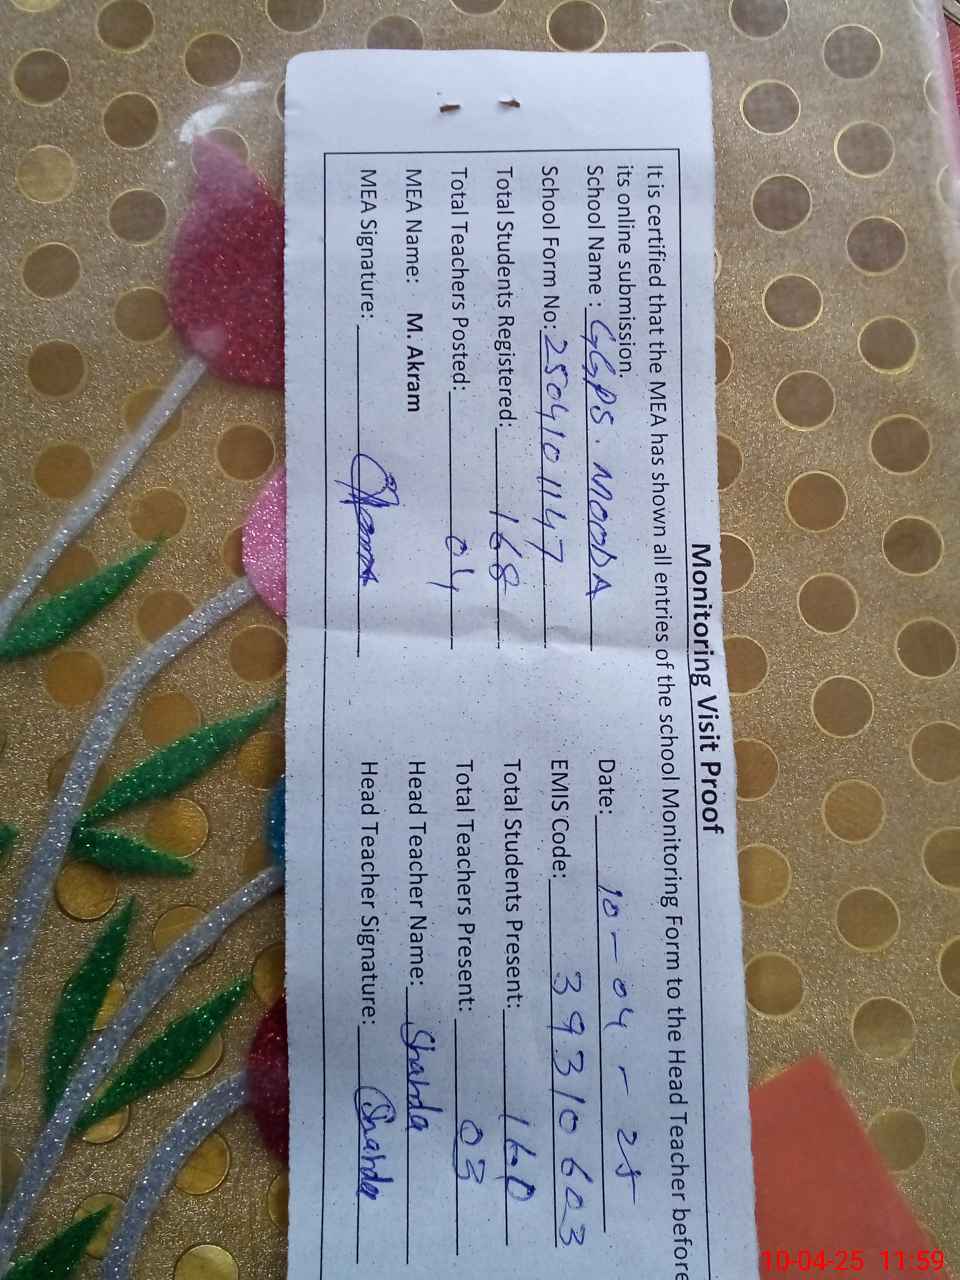 Monitoring Visit Proof
It is certified that the MEA has shown all entries of the school Monitoring Form to the Head Teacher before
its online submission.
School Name : GGPS. MOODA Date: 10-04-25
School Form No: 2504101147 EMIS Code: 39310603
Total Students Registered: 168 Total Students Present: 160
Total Teachers Posted: 04 Total Teachers Present: 03
MEA Name: M. Akram Head Teacher Name: Shahda
MEA Signature: Head Teacher Signature: Shahda
10-04-25 11:59